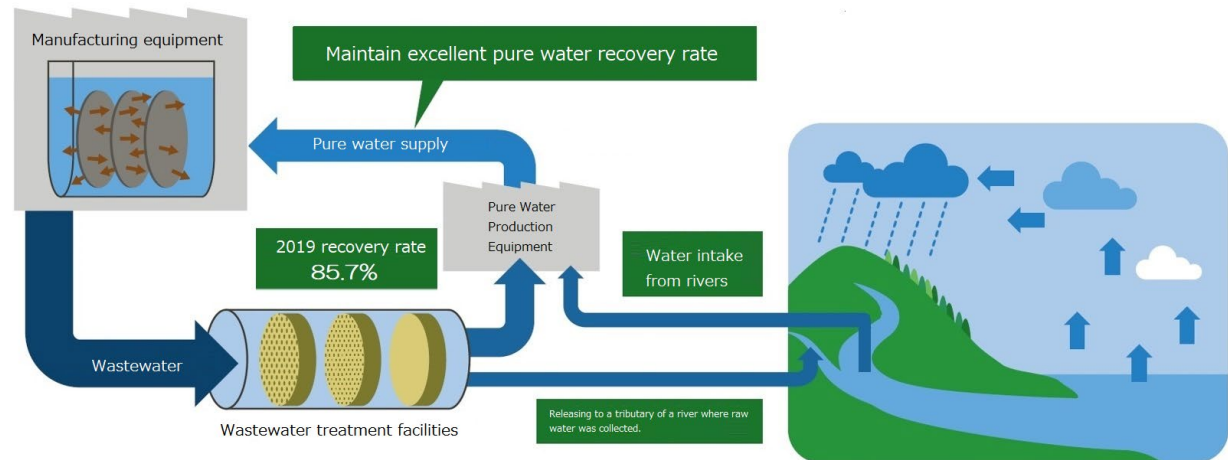 Manufacturing equipment
Maintain excellent pure water recovery rate
Pure water supply
Pure Water
Production
Equipment
2019 recovery rate
85.7%
Water intake
from rivers
Wastewater
Releasing to a tributary of a river where raw
water was collected.
Wastewater treatment facilities